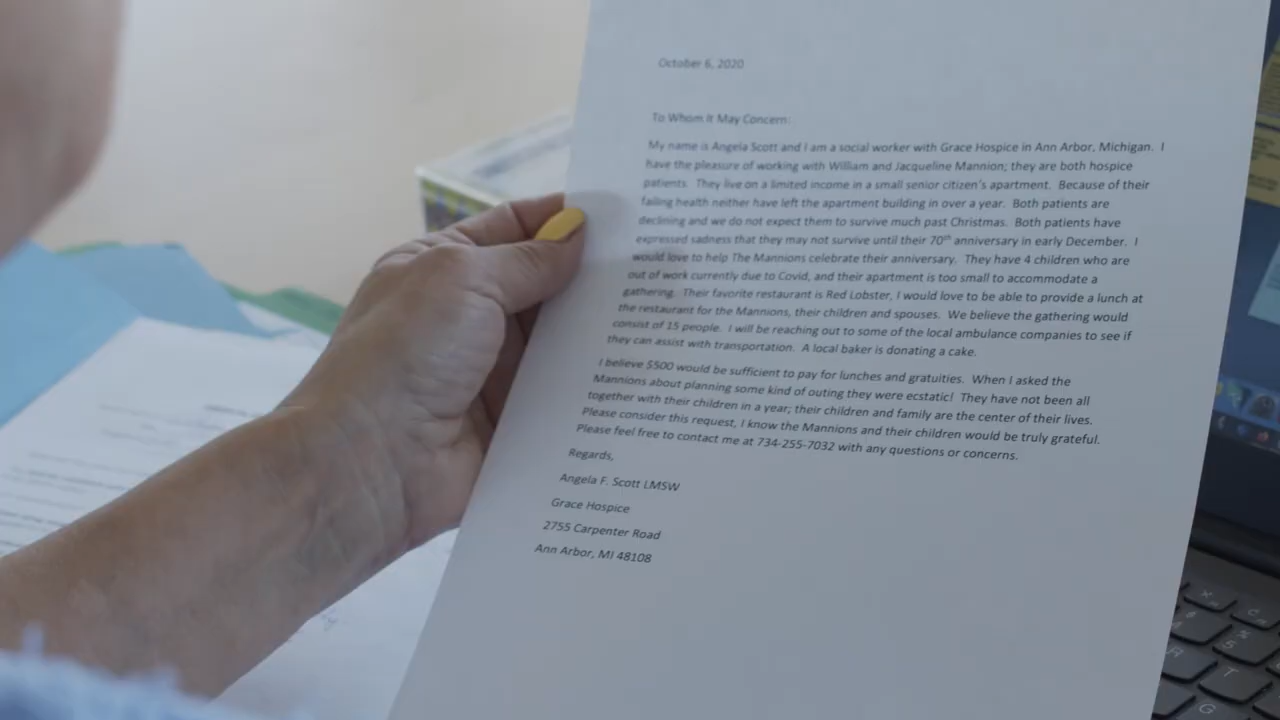 October 6, 2020
To Whom It May Concern:
My name is Angela Scott and I am a social worker with Grace Hospice in Ann Arbor, Michigan. I
have the pleasure of working with William and Jacqueline Mannion; they are both hospice
patients. They live on a limited income in a small senior citizen's apartment. Because of their
failing health neither have left the apartment building in over a year. Both patients are
declining and we do not expect them to survive much past Christmas. Both patients have
expressed sadness that they may not survive until their 70th anniversary in early December. I
would love to help The Mannions celebrate their anniversary. They have 4 children who are
out of work currently due to Covid, and their apartment is too small to accommodate a
gathering. Their favorite restaurant is Red Lobster, I would love to be able to provide a lunch at
the restaurant for the Mannions, their children and spouses. We believe the gathering would
consist of 15 people. I will be reaching out to some of the local ambulance companies to see if
they can assist with transportation. A local baker is donating a cake.
I believe $500 would be sufficient to pay for lunches and gratuities. When I asked the
Mannions about planning some kind of outing they were ecstatic! They have not been all
together with their children in a year; their children and family are the center of their lives.
Please consider this request, I know the Mannions and their children would be truly grateful.
Please feel free to contact me at 734-255-7032 with any questions or concerns.
Regards,
Angela F. Scott LMSW
Grace Hospice
2755 Carpenter Road
Ann Arbor, MI 48108